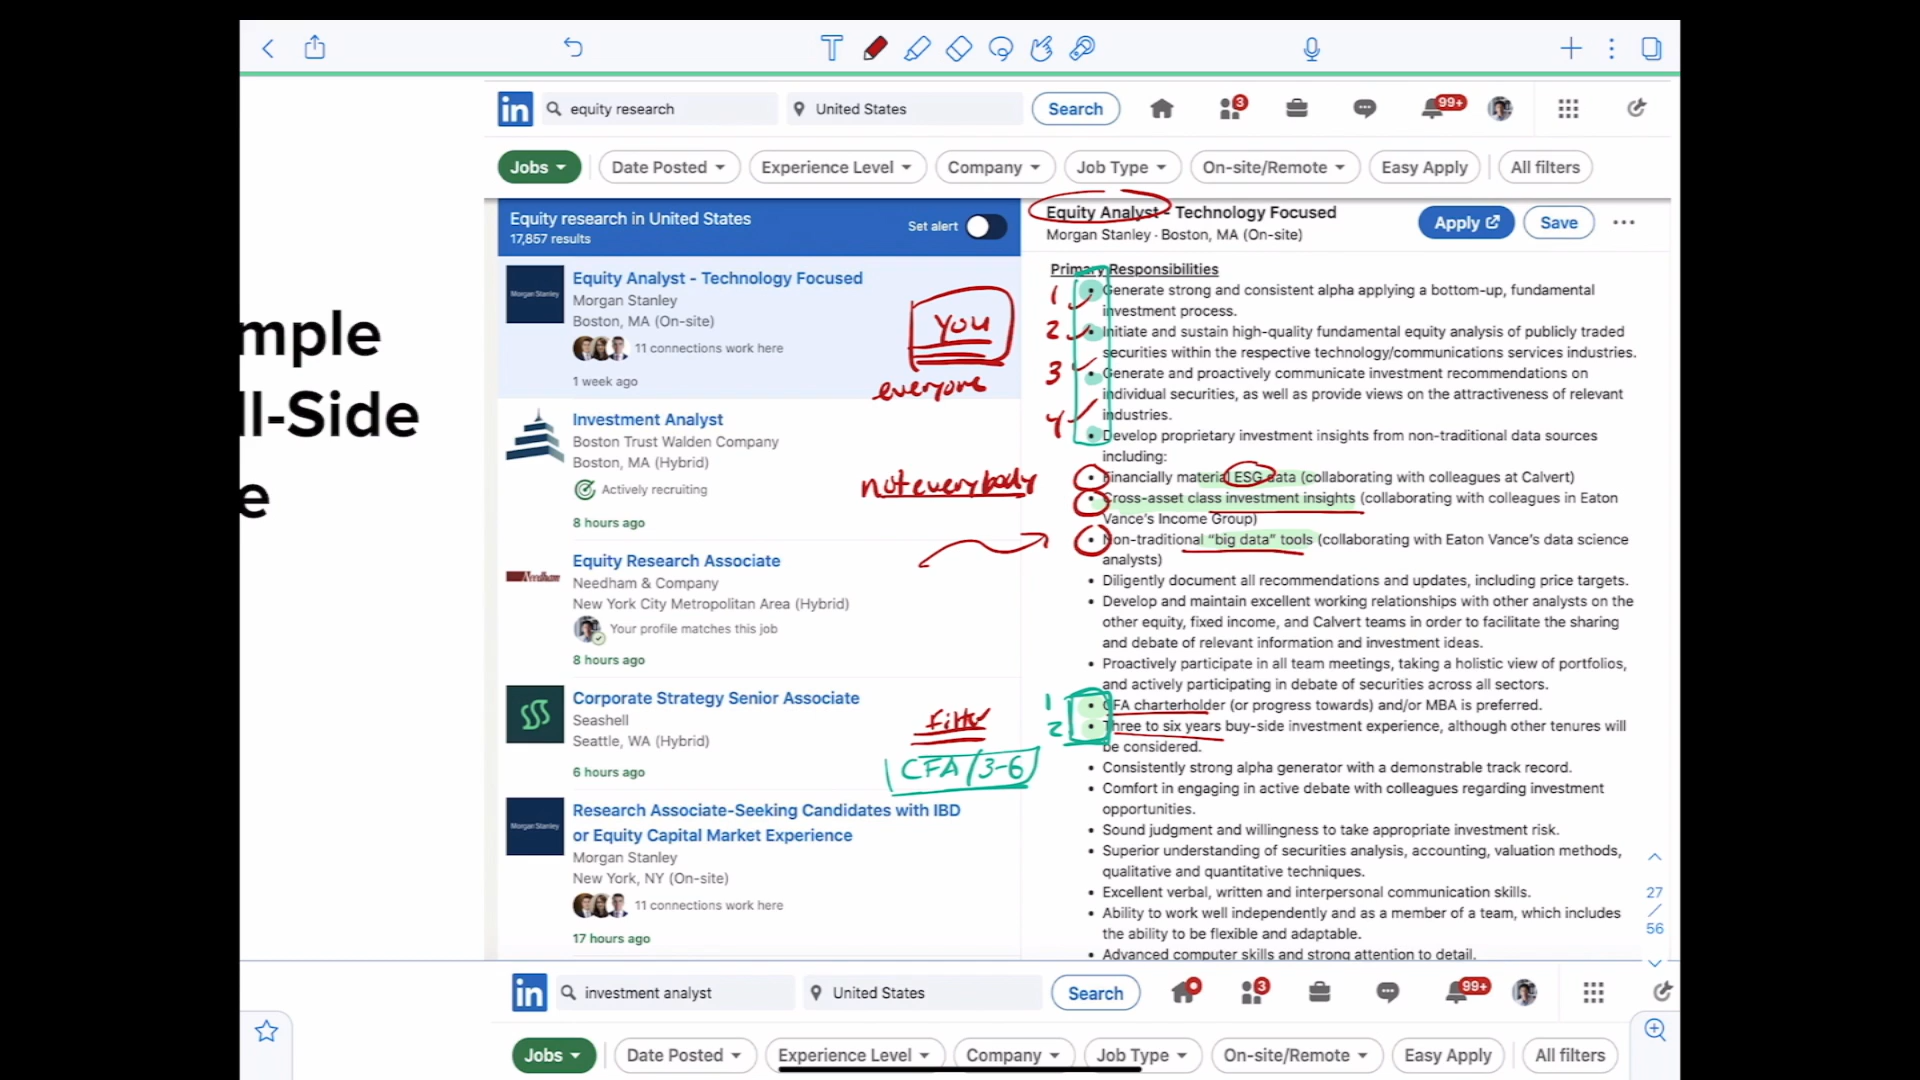 mple
ll-Side
e
in equity research United States Search 3 99+
Jobs Date Posted Experience Level Company Job Type On-site/Remote Easy Apply All filters
Equity research in United States
17,857 results
Set alert
Morgan Stanley
Equity Analyst - Technology Focused
Morgan Stanley
Boston, MA (On-site)
11 connections work here
1 week ago
you
everyone
Investment Analyst
Boston Trust Walden Company
Boston, MA (Hybrid)
Actively recruiting
8 hours ago
not everybody
Needham
Equity Research Associate
Needham & Company
New York City Metropolitan Area (Hybrid)
Your profile matches this job
8 hours ago
Corporate Strategy Senior Associate
Seashell
Seattle, WA (Hybrid)
6 hours ago
Filter
CFA/3-6
Morgan Stanley
Research Associate-Seeking Candidates with IBD
or Equity Capital Market Experience
Morgan Stanley
New York, NY (On-site)
11 connections work here
17 hours ago
Equity Analyst - Technology Focused
Morgan Stanley · Boston, MA (On-site)
Apply Save
Primary Responsibilities
1 • Generate strong and consistent alpha applying a bottom-up, fundamental
investment process.
2 • Initiate and sustain high-quality fundamental equity analysis of publicly traded
securities within the respective technology/communications services industries.
3 • Generate and proactively communicate investment recommendations on
individual securities, as well as provide views on the attractiveness of relevant
industries.
4 • Develop proprietary investment insights from non-traditional data sources
including:
• Financially material ESG data (collaborating with colleagues at Calvert)
• Cross-asset class investment insights (collaborating with colleagues in Eaton
Vance's Income Group)
• Non-traditional “big data” tools (collaborating with Eaton Vance's data science
analysts)
• Diligently document all recommendations and updates, including price targets.
• Develop and maintain excellent working relationships with other analysts on the
other equity, fixed income, and Calvert teams in order to facilitate the sharing
and debate of relevant information and investment ideas.
• Proactively participate in all team meetings, taking a holistic view of portfolios,
and actively participating in debate of securities across all sectors.
1 • CFA charterholder (or progress towards) and/or MBA is preferred.
2 • Three to six years buy-side investment experience, although other tenures will
be considered.
• Consistently strong alpha generator with a demonstrable track record.
• Comfort in engaging in active debate with colleagues regarding investment
opportunities.
• Sound judgment and willingness to take appropriate investment risk.
• Superior understanding of securities analysis, accounting, valuation methods,
qualitative and quantitative techniques.
• Excellent verbal, written and interpersonal communication skills.
• Ability to work well independently and as a member of a team, which includes
the ability to be flexible and adaptable.
• Advanced computer skills and strong attention to detail.
27
/
56
in investment analyst United States Search 3 99+
Jobs Date Posted Experience Level Company Job Type On-site/Remote Easy Apply All filters